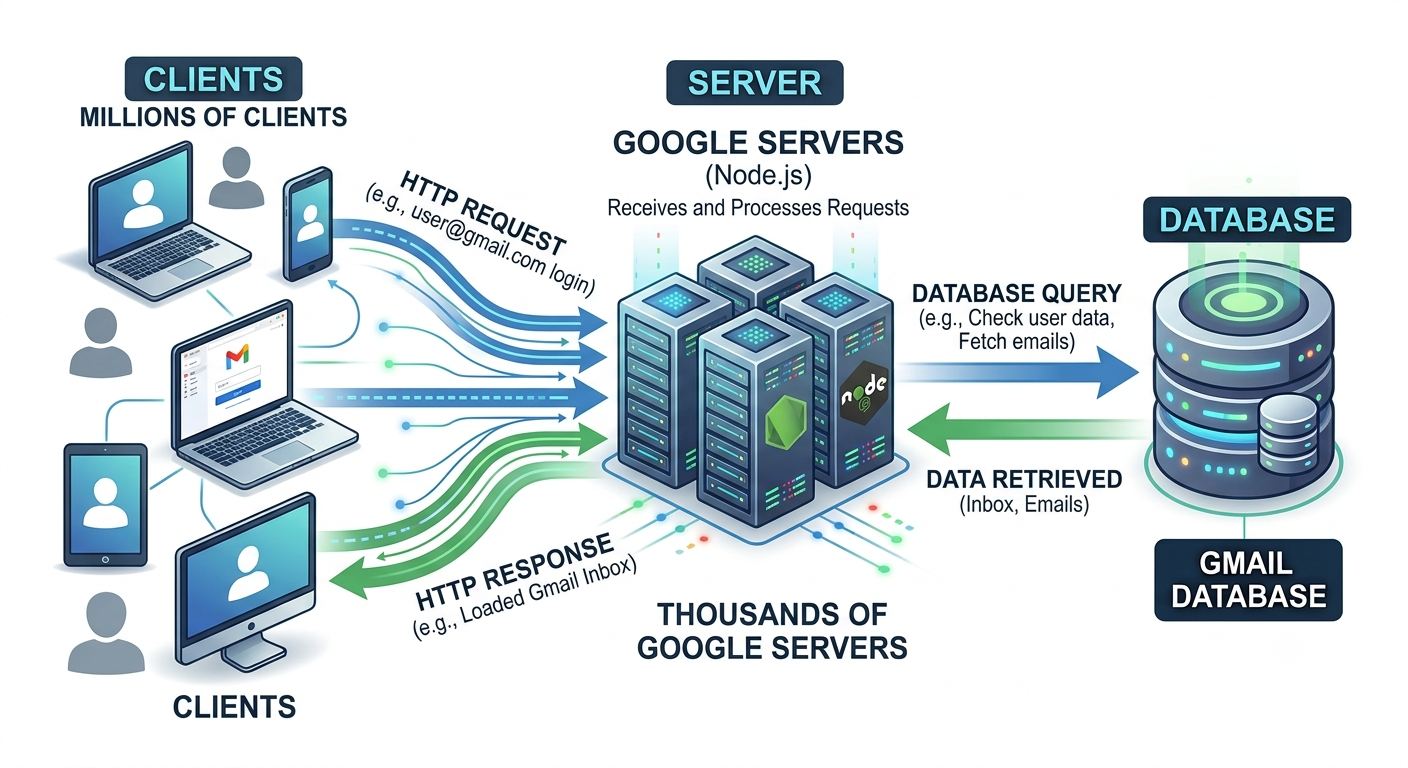 CLIENTS
MILLIONS OF CLIENTS
HTTP REQUEST
(e.g., user@gmail.com login)
HTTP RESPONSE
(e.g., Loaded Gmail Inbox)
CLIENTS
SERVER
GOOGLE SERVERS
(Node.js)
Receives and Processes Requests
node
THOUSANDS OF
GOOGLE SERVERS
DATABASE QUERY
(e.g., Check user data,
Fetch emails)
DATA RETRIEVED
(Inbox, Emails)
DATABASE
GMAIL
DATABASE